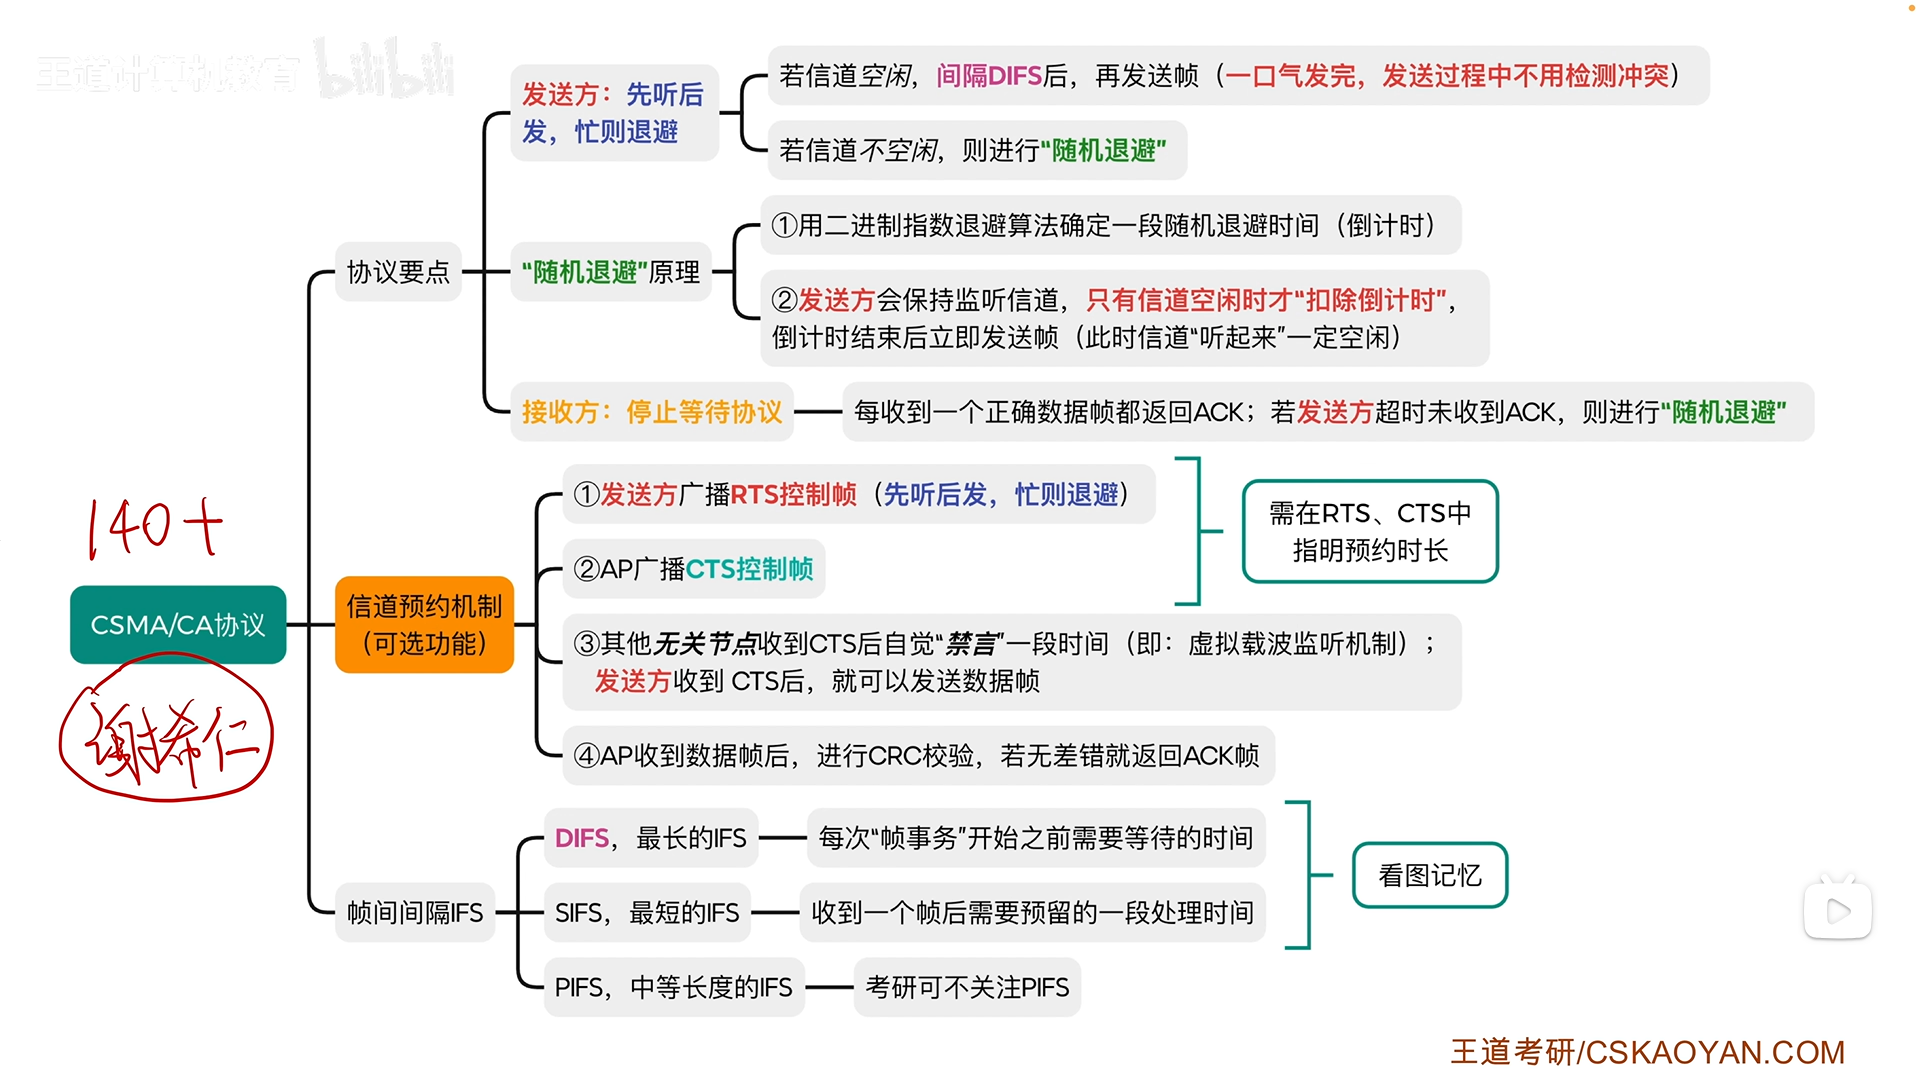 王道计算机教育 bilibili
发送方：先听后
发，忙则退避
若信道空闲，间隔DIFS后，再发送帧（一口气发完，发送过程中不用检测冲突）
若信道不空闲，则进行“随机退避”
协议要点
“随机退避”原理
①用二进制指数退避算法确定一段随机退避时间（倒计时）
②发送方会保持监听信道，只有信道空闲时才“扣除倒计时”，
倒计时结束后立即发送帧（此时信道“听起来”一定空闲）
接收方：停止等待协议
每收到一个正确数据帧都返回ACK；若发送方超时未收到ACK，则进行“随机退避”
140+
CSMA/CA协议
谢希仁
信道预约机制
（可选功能）
①发送方广播RTS控制帧（先听后发，忙则退避）
②AP广播CTS控制帧
需在RTS、CTS中
指明预约时长
③其他无关节点收到CTS后自觉“禁言”一段时间（即：虚拟载波监听机制）；
发送方收到 CTS后，就可以发送数据帧
④AP收到数据帧后，进行CRC校验，若无差错就返回ACK帧
帧间间隔IFS
DIFS，最长的IFS
每次“帧事务”开始之前需要等待的时间
SIFS，最短的IFS
收到一个帧后需要预留的一段处理时间
看图记忆
PIFS，中等长度的IFS
考研可不关注PIFS
王道考研/CSKAOYAN.COM